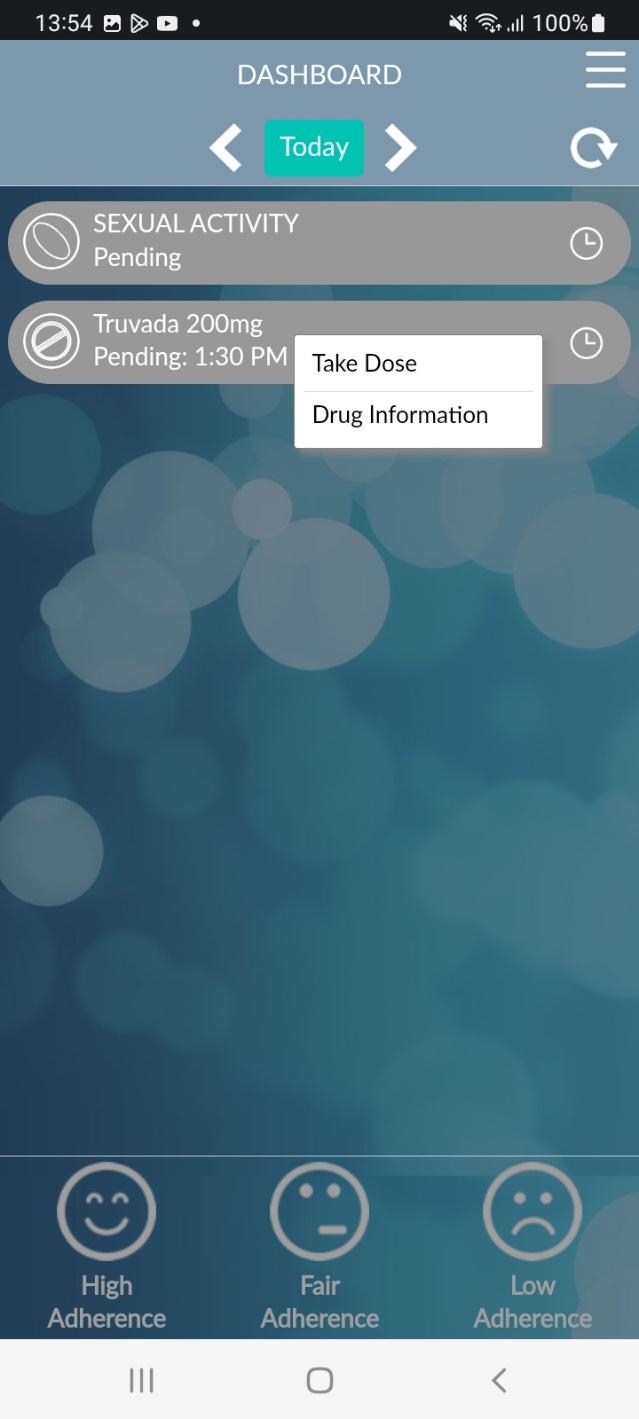 13:54 100%
DASHBOARD
Today
SEXUAL ACTIVITY
Pending
Truvada 200mg
Pending: 1:30 PM
Take Dose
Drug Information
High
Adherence
Fair
Adherence
Low
Adherence